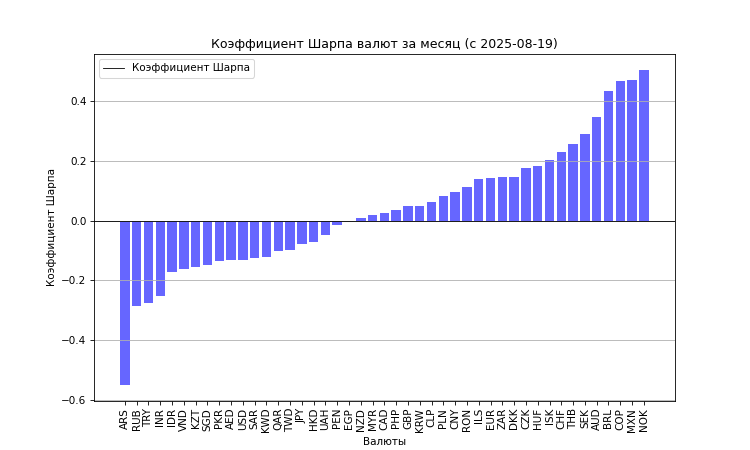 Коэффициент Шарпа валют за месяц (с 2025-08-19)
Коэффициент Шарпа
Коэффициент Шарпа
0.4
0.2
0.0
−0.2
−0.4
−0.6
ARS
RUB
TRY
INR
IDR
VND
KZT
SGD
PKR
AED
USD
SAR
KWD
QAR
TWD
JPY
HKD
UAH
PEN
EGP
NZD
MYR
CAD
PHP
GBP
KRW
CLP
PLN
CNY
RON
ILS
EUR
ZAR
DKK
CZK
HUF
ISK
CHF
THB
SEK
AUD
BRL
COP
MXN
NOK
Валюты